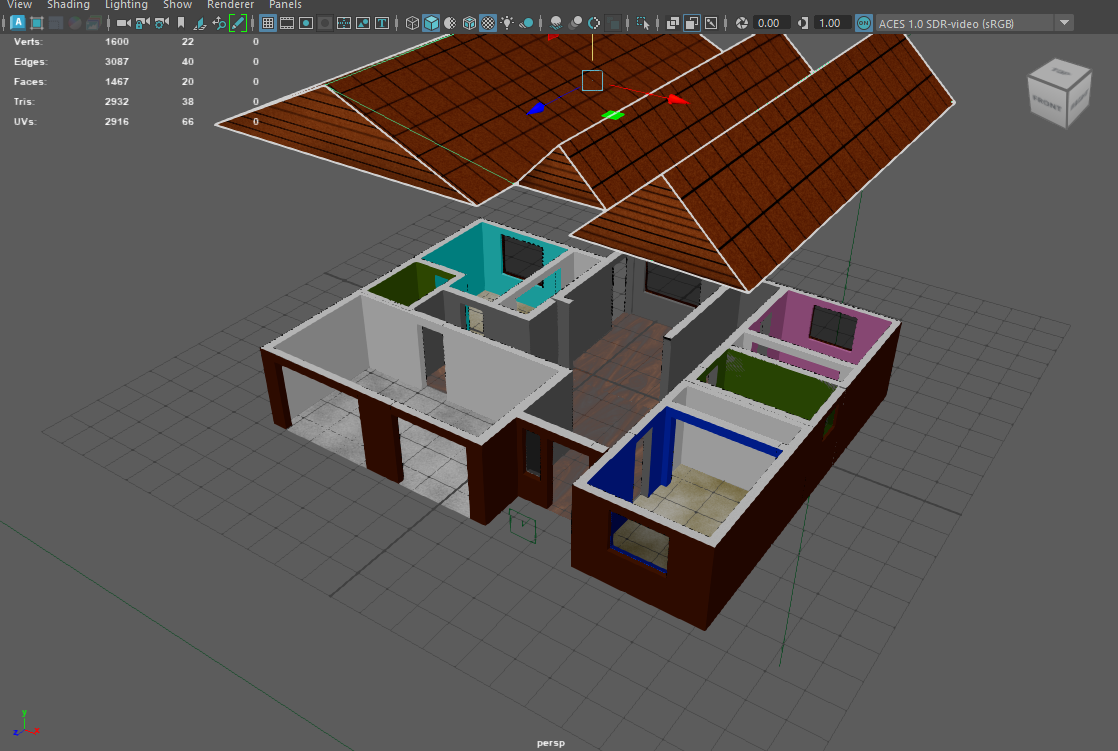 View Shading Lighting Show Renderer Panels
0.00 1.00 ON ACES 1.0 SDR-video (sRGB)
Verts: 1600 22 0
Edges: 3087 40 0
Faces: 1467 20 0
Tris: 2932 38 0
UVs: 2916 66 0
TOP
FRONT
y
z x
persp